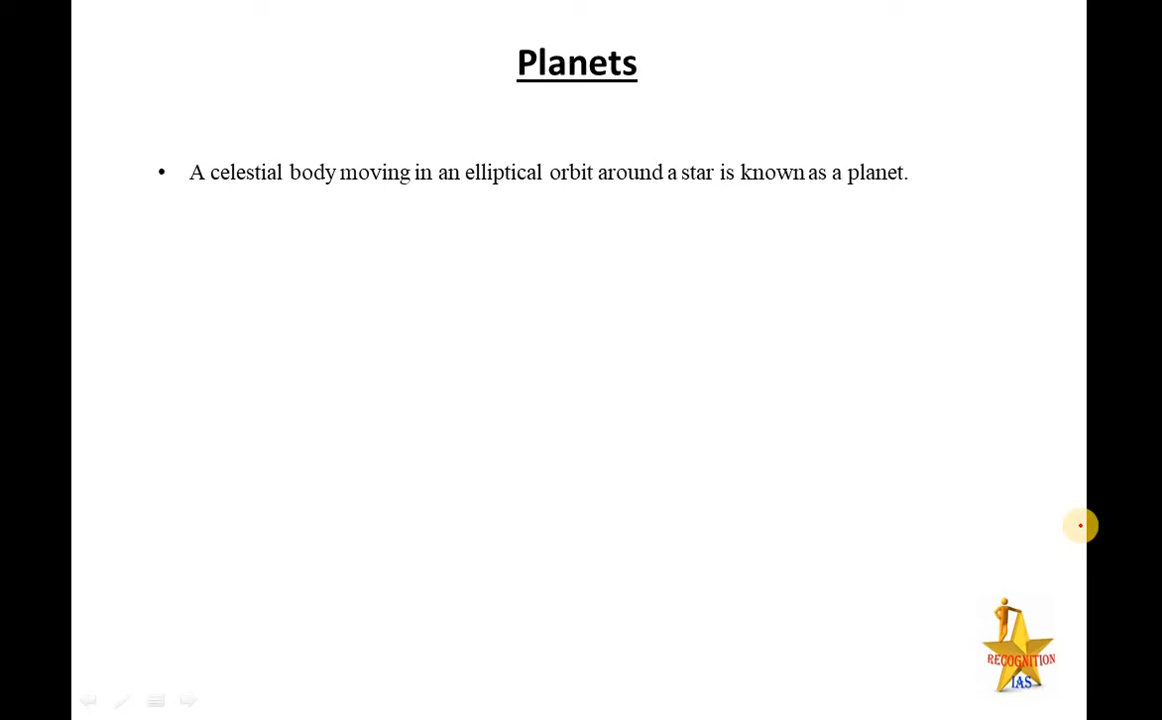 Planets
• A celestial body moving in an elliptical orbit around a star is known as a planet.
RECOGNITION
IAS